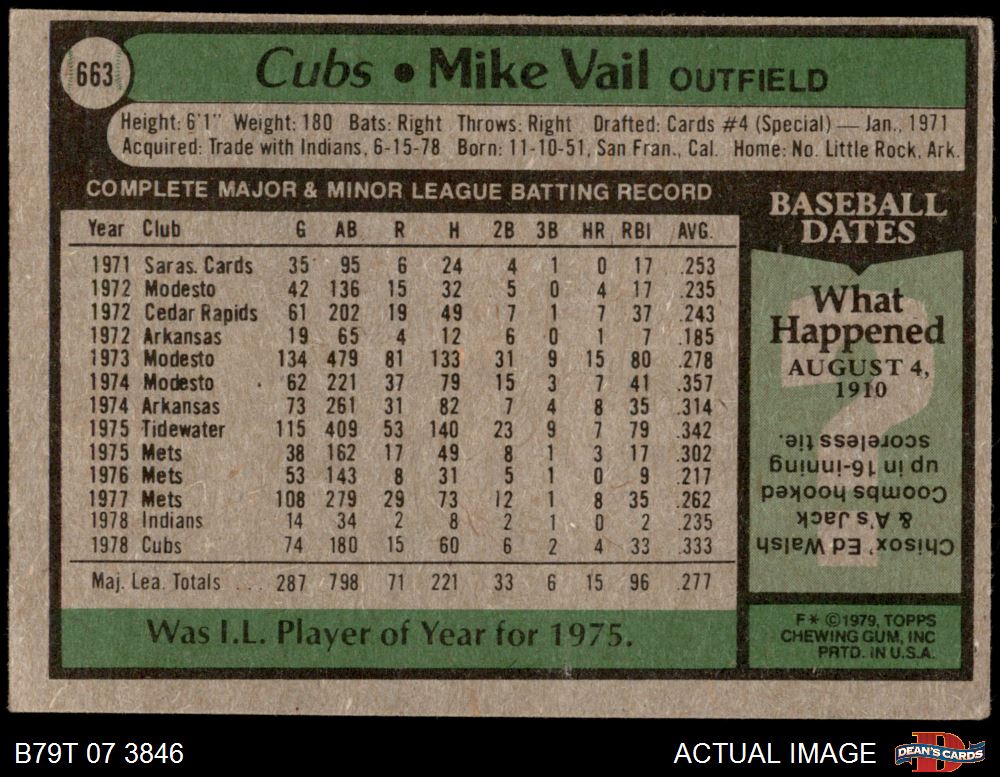 663
Cubs • Mike Vail OUTFIELD
Height: 6'1" Weight: 180 Bats: Right Throws: Right Drafted: Cards #4 (Special) — Jan., 1971
Acquired: Trade with Indians, 6-15-78 Born: 11-10-51, San Fran., Cal. Home: No. Little Rock, Ark.
COMPLETE MAJOR & MINOR LEAGUE BATTING RECORD
Year Club G AB R H 2B 3B HR RBI AVG.
1971 Saras. Cards 35 95 6 24 4 1 0 17 .253
1972 Modesto 42 136 15 32 5 0 4 17 .235
1972 Cedar Rapids 61 202 19 49 7 1 7 37 .243
1972 Arkansas 19 65 4 12 6 0 1 7 .185
1973 Modesto 134 479 81 133 31 9 15 80 .278
1974 Modesto 62 221 37 79 15 3 7 41 .357
1974 Arkansas 73 261 31 82 7 4 8 35 .314
1975 Tidewater 115 409 53 140 23 9 7 79 .342
1975 Mets 38 162 17 49 8 1 3 17 .302
1976 Mets 53 143 8 31 5 1 0 9 .217
1977 Mets 108 279 29 73 12 1 8 35 .262
1978 Indians 14 34 2 8 2 1 0 2 .235
1978 Cubs 74 180 15 60 6 2 4 33 .333
Maj. Lea. Totals ... 287 798 71 221 33 6 15 96 .277
Was I.L. Player of Year for 1975.
BASEBALL
DATES
What
Happened
AUGUST 4,
1910
Chisox' Ed Walsh
& A's Jack
Coombs hooked
up in 16-inning
scoreless tie.
F* ©1979, TOPPS
CHEWING GUM, INC
PRTD. IN U.S.A.
B79T 07 3846
ACTUAL IMAGE
D
DEAN'S CARDS